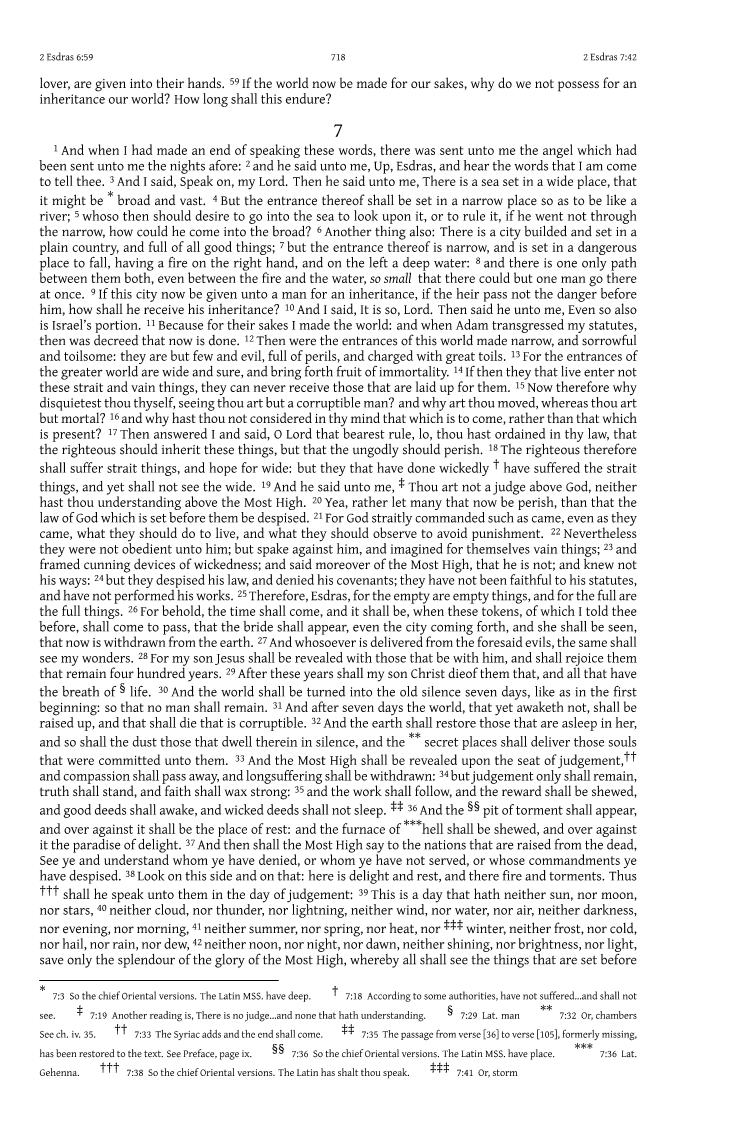 2 Esdras 6:59 718 2 Esdras 7:42
lover, are given into their hands. 59 If the world now be made for our sakes, why do we not possess for an
inheritance our world? How long shall this endure?
7
1 And when I had made an end of speaking these words, there was sent unto me the angel which had
been sent unto me the nights afore: 2 and he said unto me, Up, Esdras, and hear the words that I am come
to tell thee. 3 And I said, Speak on, my Lord. Then he said unto me, There is a sea set in a wide place, that
it might be * broad and vast. 4 But the entrance thereof shall be set in a narrow place so as to be like a
river; 5 whoso then should desire to go into the sea to look upon it, or to rule it, if he went not through
the narrow, how could he come into the broad? 6 Another thing also: There is a city builded and set in a
plain country, and full of all good things; 7 but the entrance thereof is narrow, and is set in a dangerous
place to fall, having a fire on the right hand, and on the left a deep water: 8 and there is one only path
between them both, even between the fire and the water, so small that there could but one man go there
at once. 9 If this city now be given unto a man for an inheritance, if the heir pass not the danger before
him, how shall he receive his inheritance? 10 And I said, It is so, Lord. Then said he unto me, Even so also
is Israel's portion. 11 Because for their sakes I made the world: and when Adam transgressed my statutes,
then was decreed that now is done. 12 Then were the entrances of this world made narrow, and sorrowful
and toilsome: they are but few and evil, full of perils, and charged with great toils. 13 For the entrances of
the greater world are wide and sure, and bring forth fruit of immortality. 14 If then they that live enter not
these strait and vain things, they can never receive those that are laid up for them. 15 Now therefore why
disquietest thou thyself, seeing thou art but a corruptible man? and why art thou moved, whereas thou art
but mortal? 16 and why hast thou not considered in thy mind that which is to come, rather than that which
is present? 17 Then answered I and said, O Lord that bearest rule, lo, thou hast ordained in thy law, that
the righteous should inherit these things, but that the ungodly should perish. 18 The righteous therefore
shall suffer strait things, and hope for wide: but they that have done wickedly † have suffered the strait
things, and yet shall not see the wide. 19 And he said unto me, ‡ Thou art not a judge above God, neither
hast thou understanding above the Most High. 20 Yea, rather let many that now be perish, than that the
law of God which is set before them be despised. 21 For God straitly commanded such as came, even as they
came, what they should do to live, and what they should observe to avoid punishment. 22 Nevertheless
they were not obedient unto him; but spake against him, and imagined for themselves vain things; 23 and
framed cunning devices of wickedness; and said moreover of the Most High, that he is not; and knew not
his ways: 24 but they despised his law, and denied his covenants; they have not been faithful to his statutes,
and have not performed his works. 25 Therefore, Esdras, for the empty are empty things, and for the full are
the full things. 26 For behold, the time shall come, and it shall be, when these tokens, of which I told thee
before, shall come to pass, that the bride shall appear, even the city coming forth, and she shall be seen,
that now is withdrawn from the earth. 27 And whosoever is delivered from the foresaid evils, the same shall
see my wonders. 28 For my son Jesus shall be revealed with those that be with him, and shall rejoice them
that remain four hundred years. 29 After these years shall my son Christ dieof them that, and all that have
the breath of § life. 30 And the world shall be turned into the old silence seven days, like as in the first
beginning: so that no man shall remain. 31 And after seven days the world, that yet awaketh not, shall be
raised up, and that shall die that is corruptible. 32 And the earth shall restore those that are asleep in her,
and so shall the dust those that dwell therein in silence, and the ** secret places shall deliver those souls
that were committed unto them. 33 And the Most High shall be revealed upon the seat of judgement,††
and compassion shall pass away, and longsuffering shall be withdrawn: 34 but judgement only shall remain,
truth shall stand, and faith shall wax strong: 35 and the work shall follow, and the reward shall be shewed,
and good deeds shall awake, and wicked deeds shall not sleep. ‡‡ 36 And the §§ pit of torment shall appear,
and over against it shall be the place of rest: and the furnace of ***hell shall be shewed, and over against
it the paradise of delight. 37 And then shall the Most High say to the nations that are raised from the dead,
See ye and understand whom ye have denied, or whom ye have not served, or whose commandments ye
have despised. 38 Look on this side and on that: here is delight and rest, and there fire and torments. Thus
††† shall he speak unto them in the day of judgement: 39 This is a day that hath neither sun, nor moon,
nor stars, 40 neither cloud, nor thunder, nor lightning, neither wind, nor water, nor air, neither darkness,
nor evening, nor morning, 41 neither summer, nor spring, nor heat, nor ‡‡‡ winter, neither frost, nor cold,
nor hail, nor rain, nor dew, 42 neither noon, nor night, nor dawn, neither shining, nor brightness, nor light,
save only the splendour of the glory of the Most High, whereby all shall see the things that are set before
* 7:3 So the chief Oriental versions. The Latin MSS. have deep. † 7:18 According to some authorities, have not suffered...and shall not
see. ‡ 7:19 Another reading is, There is no judge...and none that hath understanding. § 7:29 Lat. man ** 7:32 Or, chambers
See ch. iv. 35. †† 7:33 The Syriac adds and the end shall come. ‡‡ 7:35 The passage from verse [36] to verse [105], formerly missing,
has been restored to the text. See Preface, page ix. §§ 7:36 So the chief Oriental versions. The Latin MSS. have place. *** 7:36 Lat.
Gehenna. ††† 7:38 So the chief Oriental versions. The Latin has shalt thou speak. ‡‡‡ 7:41 Or, storm